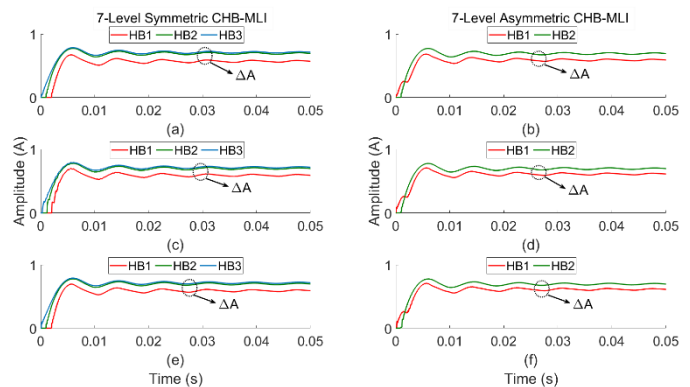 7-Level Symmetric CHB-MLI
HB1 HB2 HB3
1
0
ΔA
0 0.01 0.02 0.03 0.04 0.05
(a)
7-Level Asymmetric CHB-MLI
HB1 HB2
1
0
ΔA
0 0.01 0.02 0.03 0.04 0.05
(b)
Amplitude (A)
HB1 HB2 HB3
1
0
ΔA
0 0.01 0.02 0.03 0.04 0.05
(c)
Amplitude (A)
HB1 HB2
1
0
ΔA
0 0.01 0.02 0.03 0.04 0.05
(d)
HB1 HB2 HB3
1
0
ΔA
0 0.01 0.02 0.03 0.04 0.05
(e)
Time (s)
HB1 HB2
1
0
ΔA
0 0.01 0.02 0.03 0.04 0.05
(f)
Time (s)